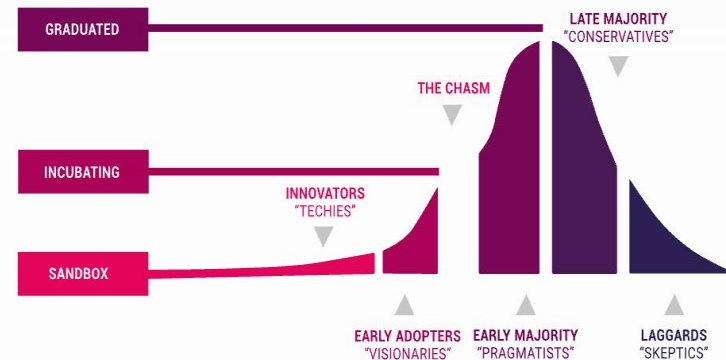 GRADUATED
LATE MAJORITY
"CONSERVATIVES"
THE CHASM
INCUBATING
INNOVATORS
"TECHIES"
SANDBOX
EARLY ADOPTERS
"VISIONARIES"
EARLY MAJORITY
"PRAGMATISTS"
LAGGARDS
"SKEPTICS"